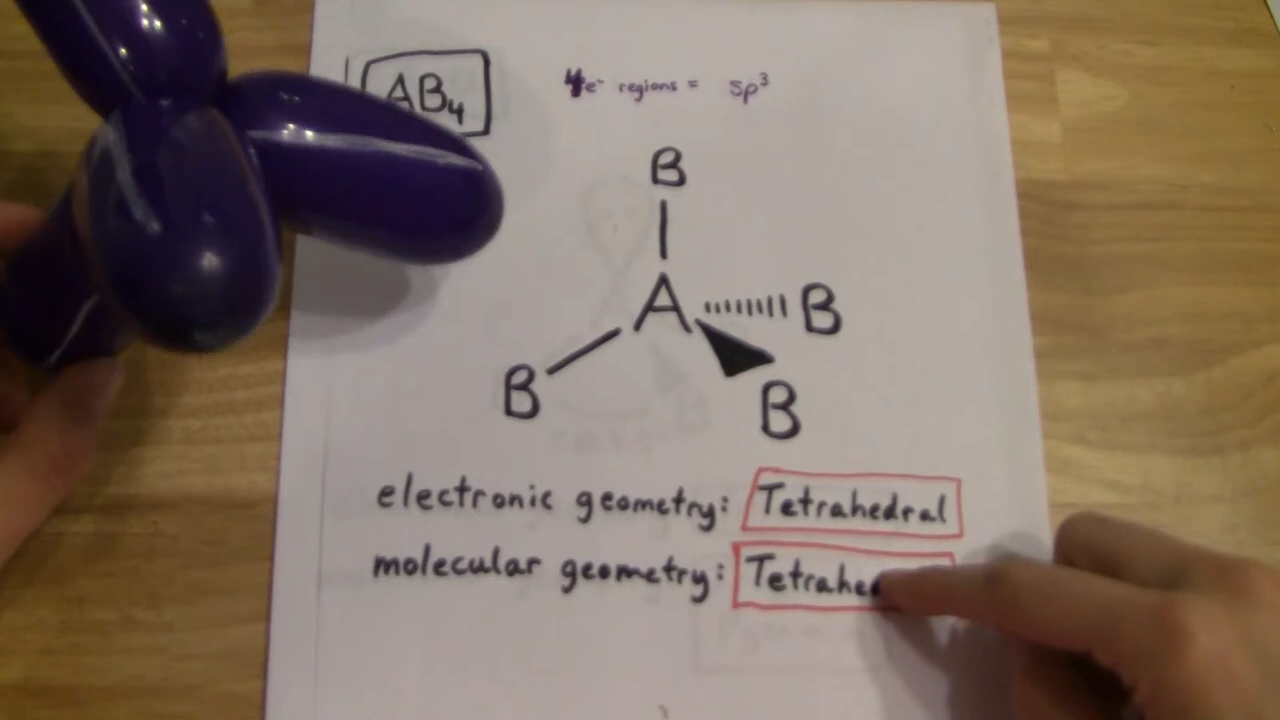 AB₄
4e⁻ regions = sp³
B
A
B
B
B
electronic geometry: Tetrahedral
molecular geometry: Tetrahe